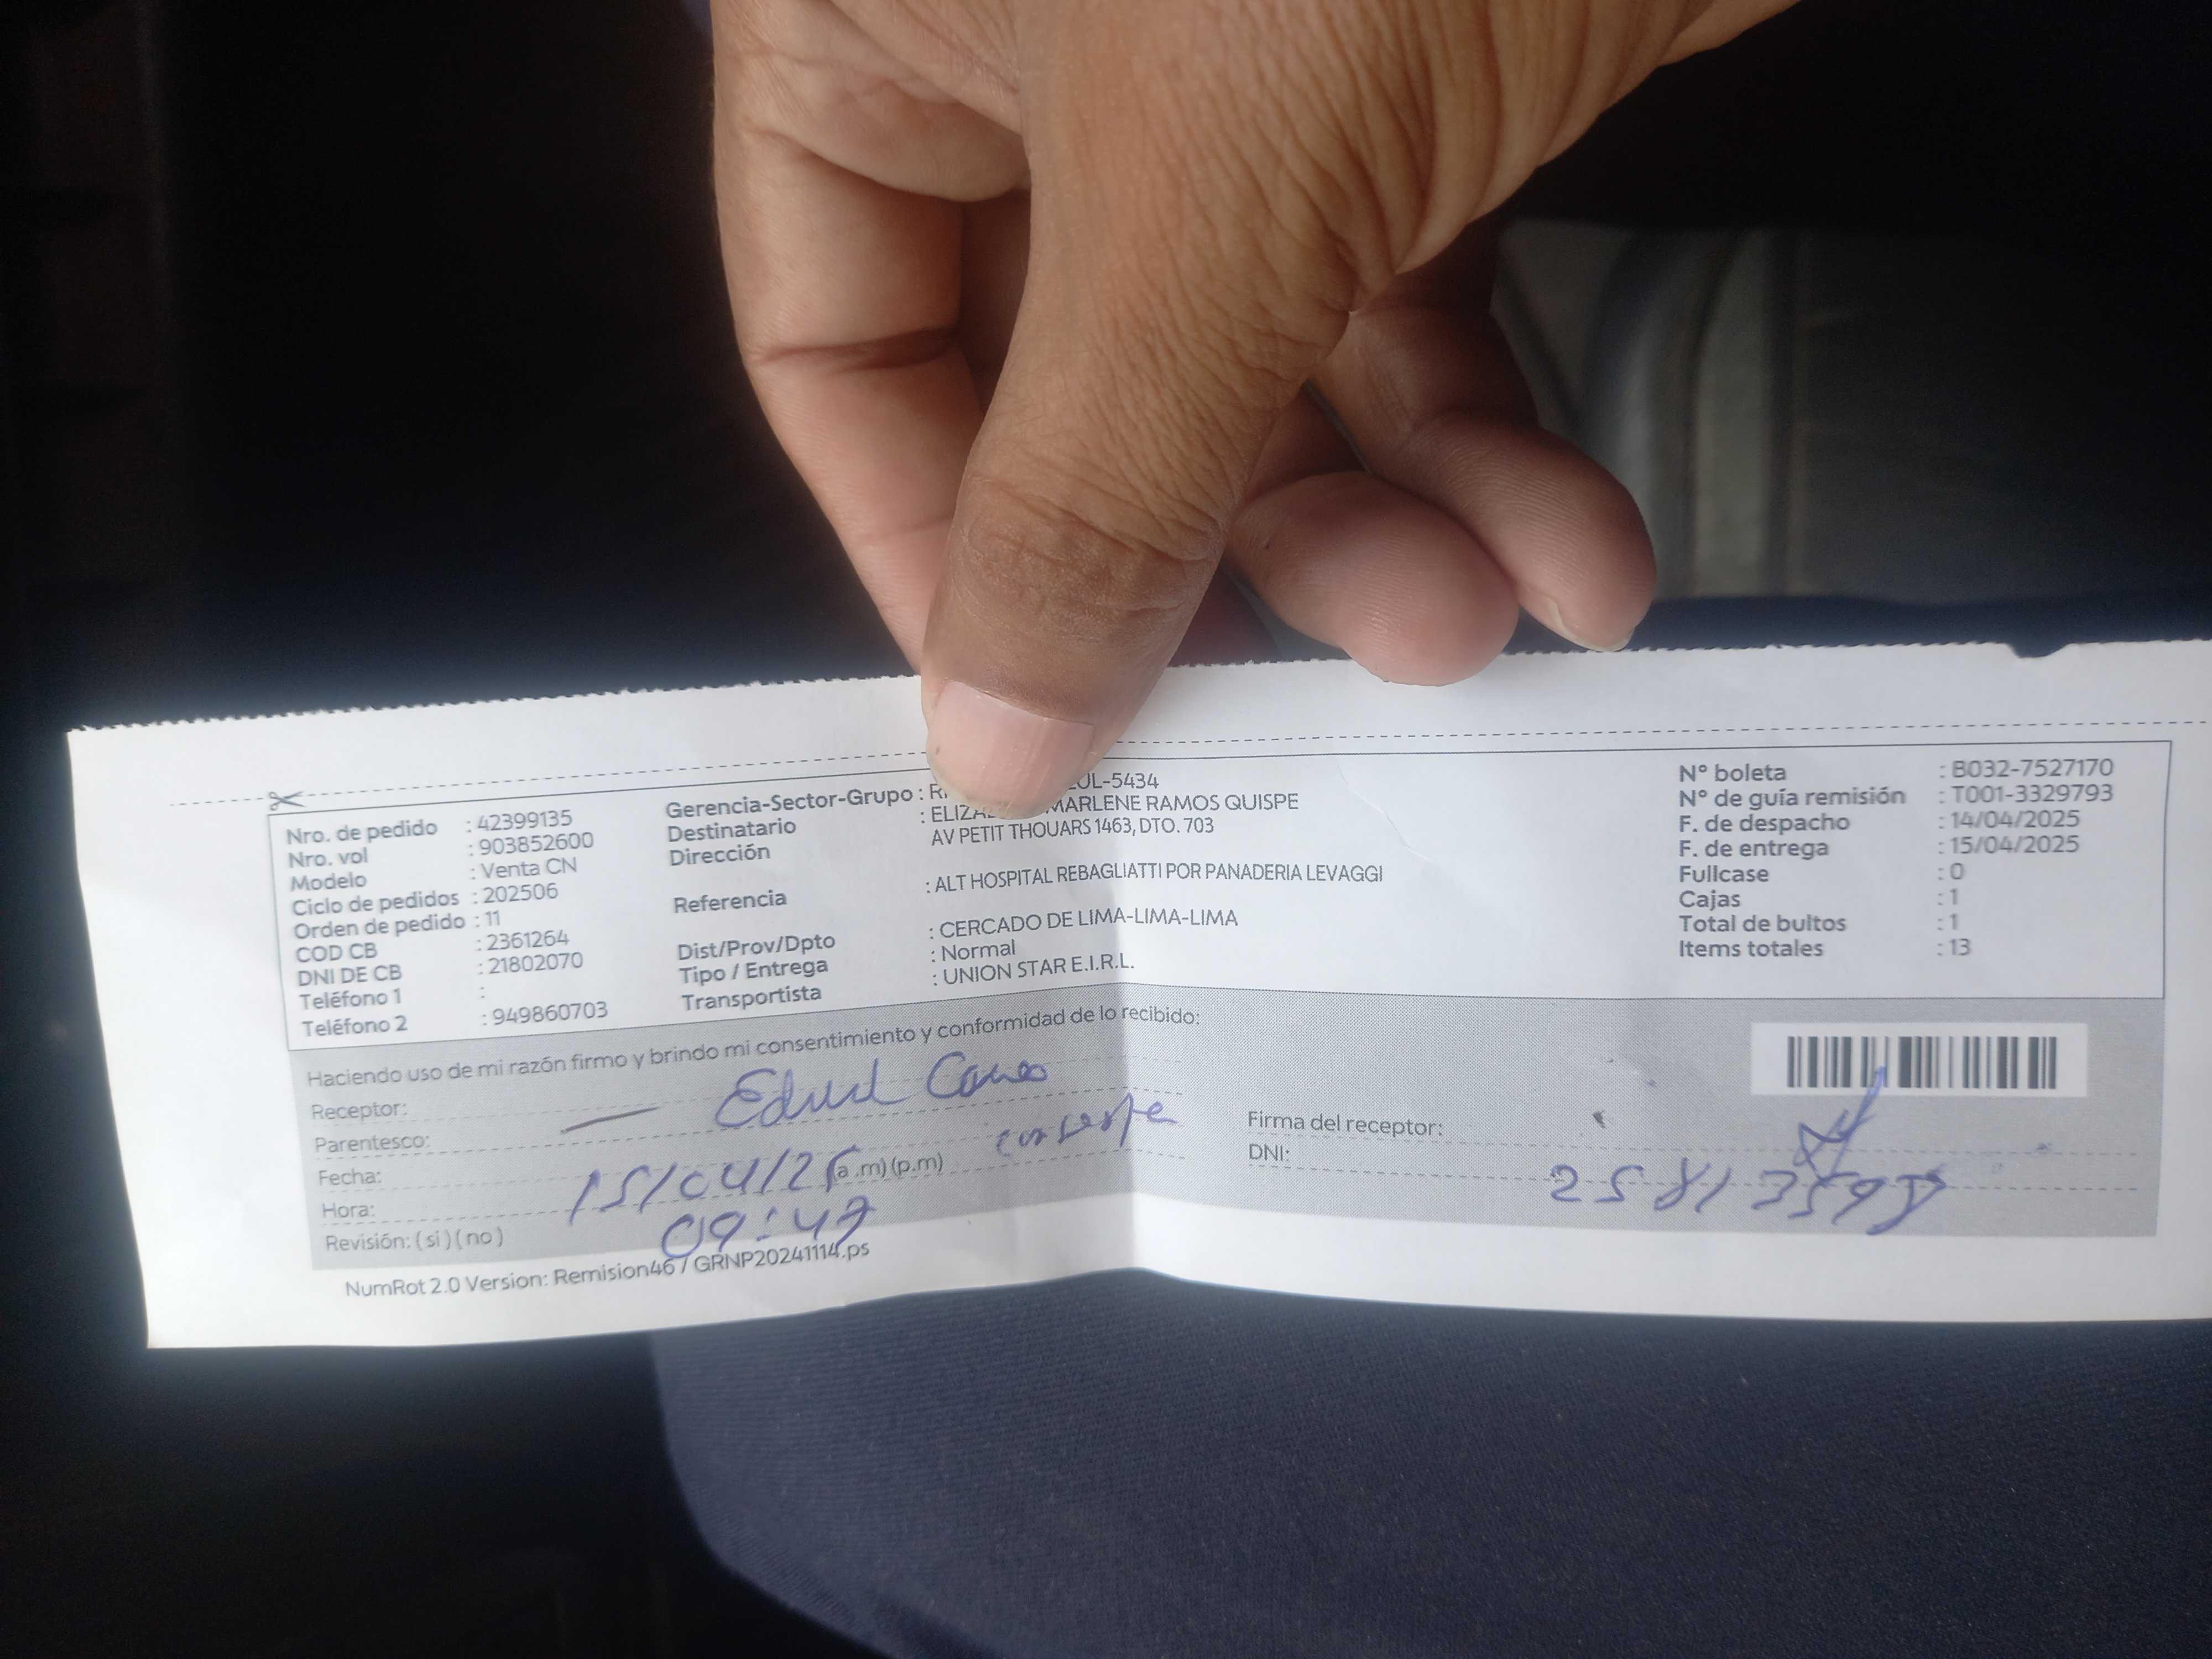 Nro. de pedido : 42399135
Nro. vol : 903852600
Modelo : Venta CN
Ciclo de pedidos : 202506
Orden de pedido : 11
COD CB : 2361264
DNI DE CB : 21802070
Teléfono 1 :
Teléfono 2 : 949860703
Gerencia-Sector-Grupo : UL-5434
Destinatario : MARLENE RAMOS QUISPE
Dirección AV PETIT THOUARS 1463, DTO. 703
Referencia : ALT HOSPITAL REBAGLIATTI POR PANADERIA LEVAGGI
Dist/Prov/Dpto : CERCADO DE LIMA-LIMA-LIMA
Tipo / Entrega : Normal
Transportista : UNION STAR E.I.R.L.
N° boleta : B032-7527170
N° de guía remisión : T001-3329793
F. de despacho : 14/04/2025
F. de entrega : 15/04/2025
Fullcase : 0
Cajas : 1
Total de bultos : 1
Items totales : 13
Haciendo uso de mi razón firmo y brindo mi consentimiento y conformidad de lo recibido:
Receptor:
Parentesco:
Fecha: 15/04/25
Hora: 09:47 (a.m) (p.m)
Revisión: ( si ) ( no )
Firma del receptor:
DNI:
NumRot 2.0 Version: Remision46 / GRNP20241114.ps